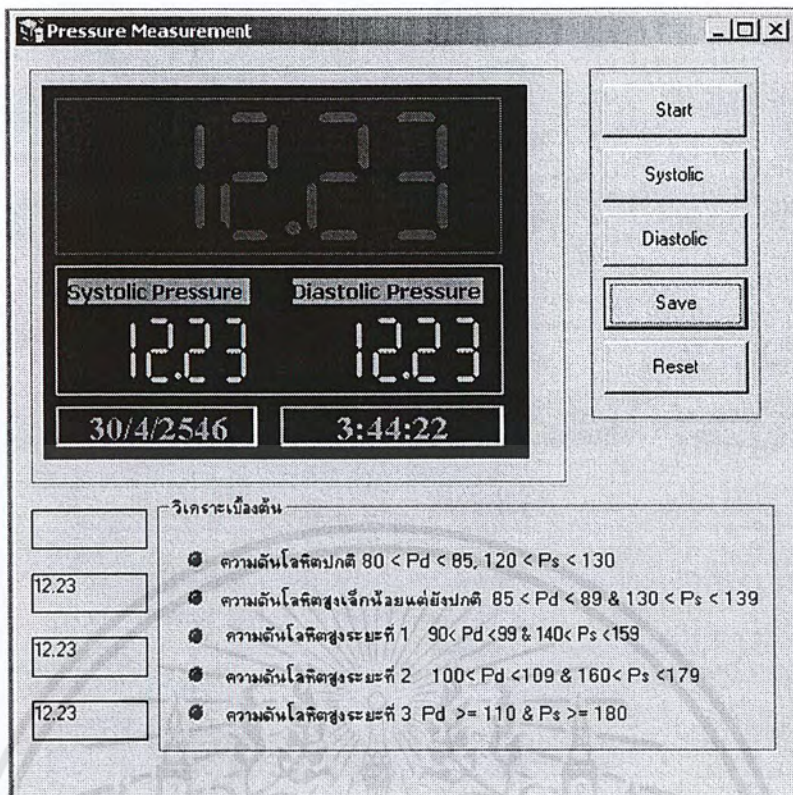 Pressure Measurement
12.23
Systolic Pressure Diastolic Pressure
12.23 12.23
30/4/2546 3:44:22
Start
Systolic
Diastolic
Save
Reset
วิเคราะเบื้องต้น
12.23
12.23
12.23
ความดันโลหิตปกติ 80 < Pd < 85, 120 < Ps < 130
ความดันโลหิตสูงเล็กน้อยแต่ยังปกติ 85 < Pd < 89 & 130 < Ps < 139
ความดันโลหิตสูงระยะที่ 1 90< Pd <99 & 140< Ps <159
ความดันโลหิตสูงระยะที่ 2 100< Pd <109 & 160< Ps <179
ความดันโลหิตสูงระยะที่ 3 Pd >= 110 & Ps >= 180